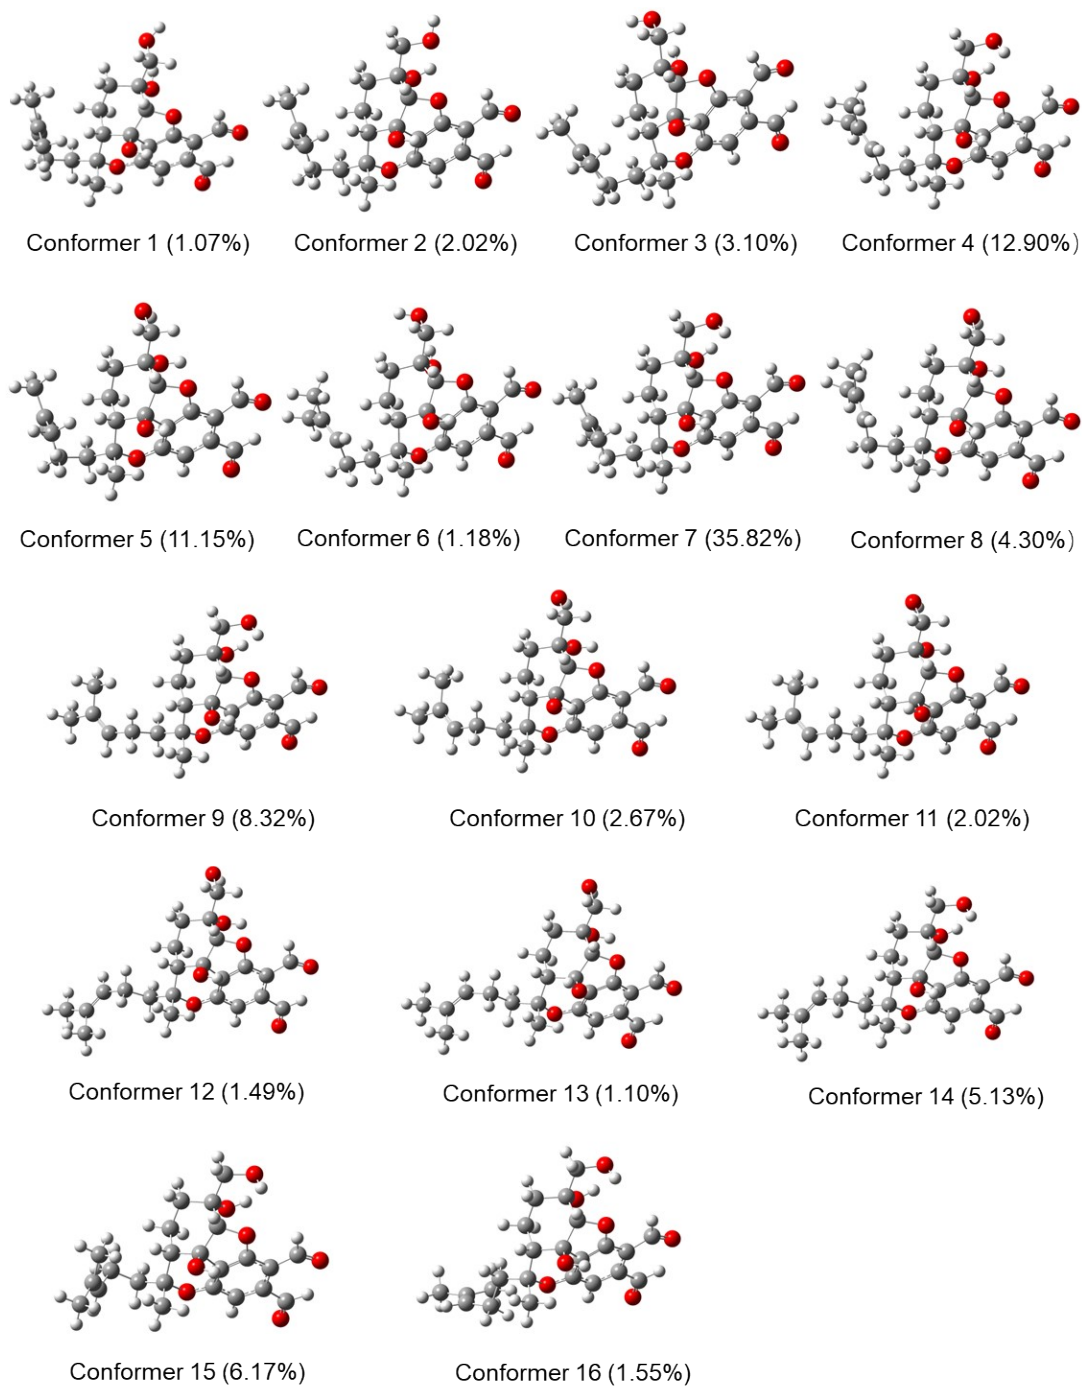 Conformer 1 (1.07%) Conformer 2 (2.02%) Conformer 3 (3.10%) Conformer 4 (12.90%)
Conformer 5 (11.15%) Conformer 6 (1.18%) Conformer 7 (35.82%) Conformer 8 (4.30%)
Conformer 9 (8.32%) Conformer 10 (2.67%) Conformer 11 (2.02%)
Conformer 12 (1.49%) Conformer 13 (1.10%) Conformer 14 (5.13%)
Conformer 15 (6.17%) Conformer 16 (1.55%)